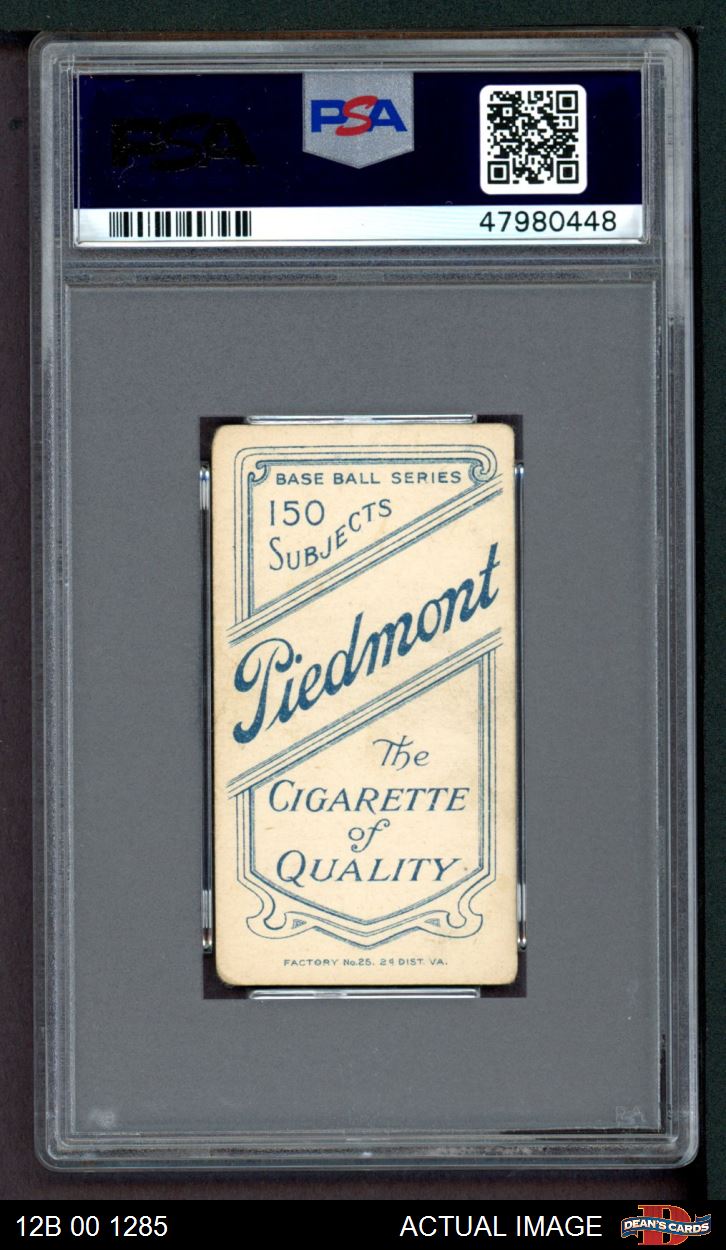 PSA
PSA
47980448
BASE BALL SERIES
150
SUBJECTS
Piedmont
The
CIGARETTE
of
QUALITY
FACTORY No.25. 2d DIST. VA.
PSA
12B 00 1285
ACTUAL IMAGE
DEAN'S CARDS